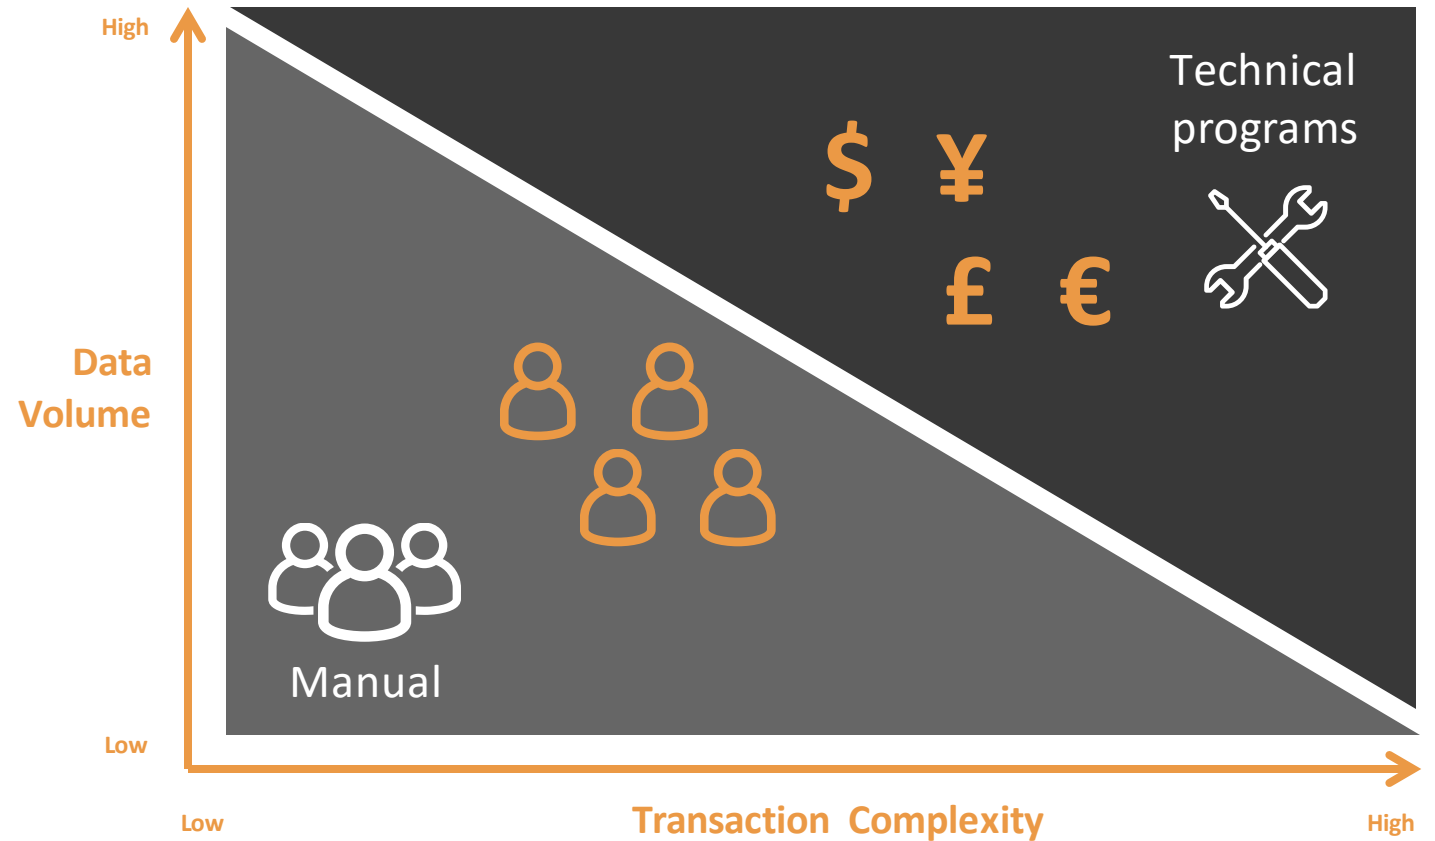 High
Technical
programs
$ ¥
£ €
Data
Volume
Manual
Low
Low
Transaction Complexity
High